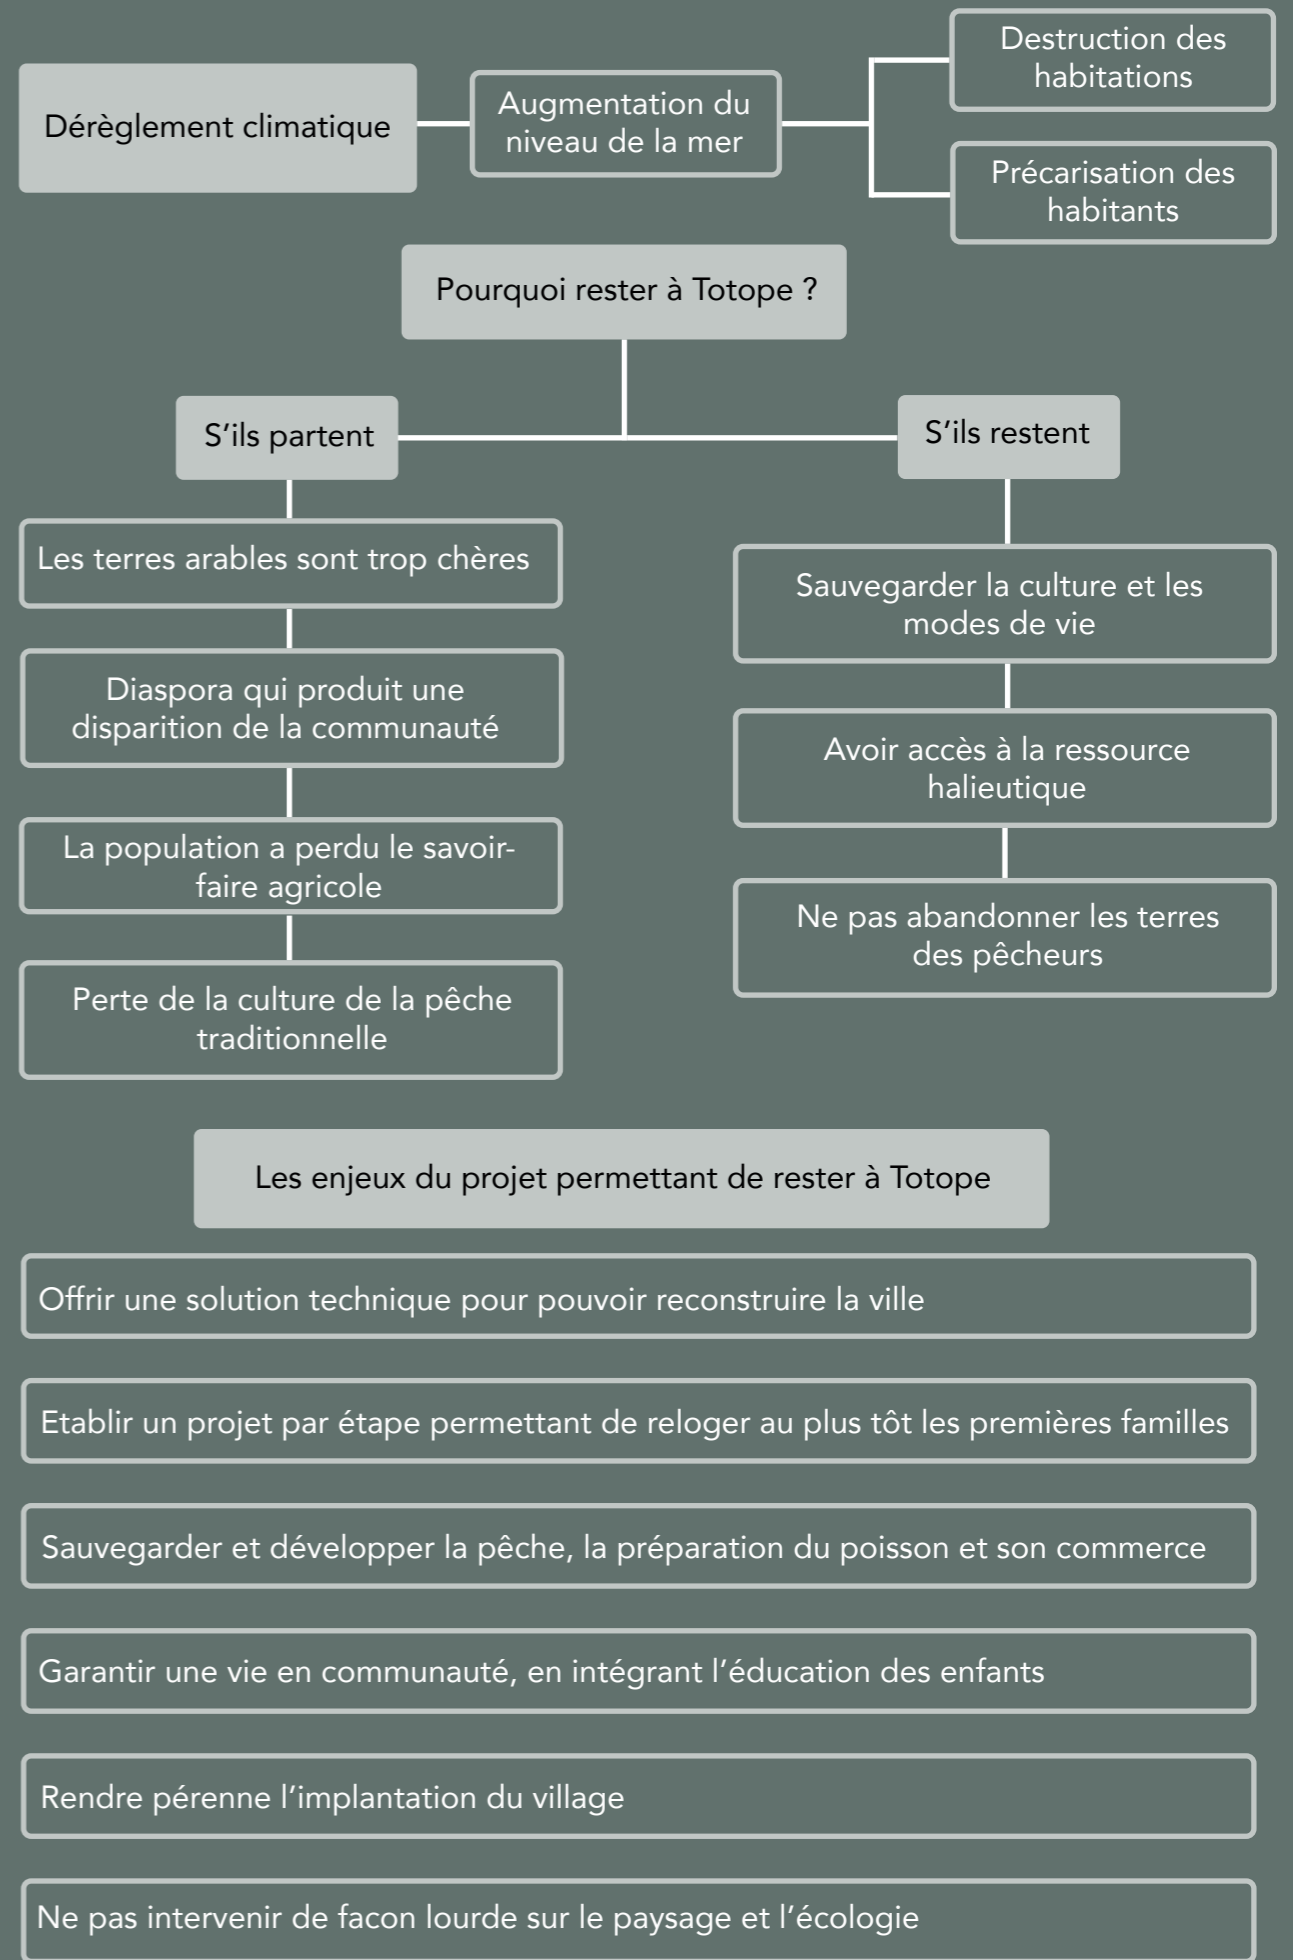 Dérèglement climatique
Augmentation du
niveau de la mer
Destruction des
habitations
Précarisation des
habitants
Pourquoi rester à Totope ?
S'ils partent
Les terres arables sont trop chères
Diaspora qui produit une
disparition de la communauté
La population a perdu le savoir-
faire agricole
Perte de la culture de la pêche
traditionnelle
S'ils restent
Sauvegarder la culture et les
modes de vie
Avoir accès à la ressource
halieutique
Ne pas abandonner les terres
des pêcheurs
Les enjeux du projet permettant de rester à Totope
Offrir une solution technique pour pouvoir reconstruire la ville
Etablir un projet par étape permettant de reloger au plus tôt les premières familles
Sauvegarder et développer la pêche, la préparation du poisson et son commerce
Garantir une vie en communauté, en intégrant l'éducation des enfants
Rendre pérenne l'implantation du village
Ne pas intervenir de facon lourde sur le paysage et l'écologie